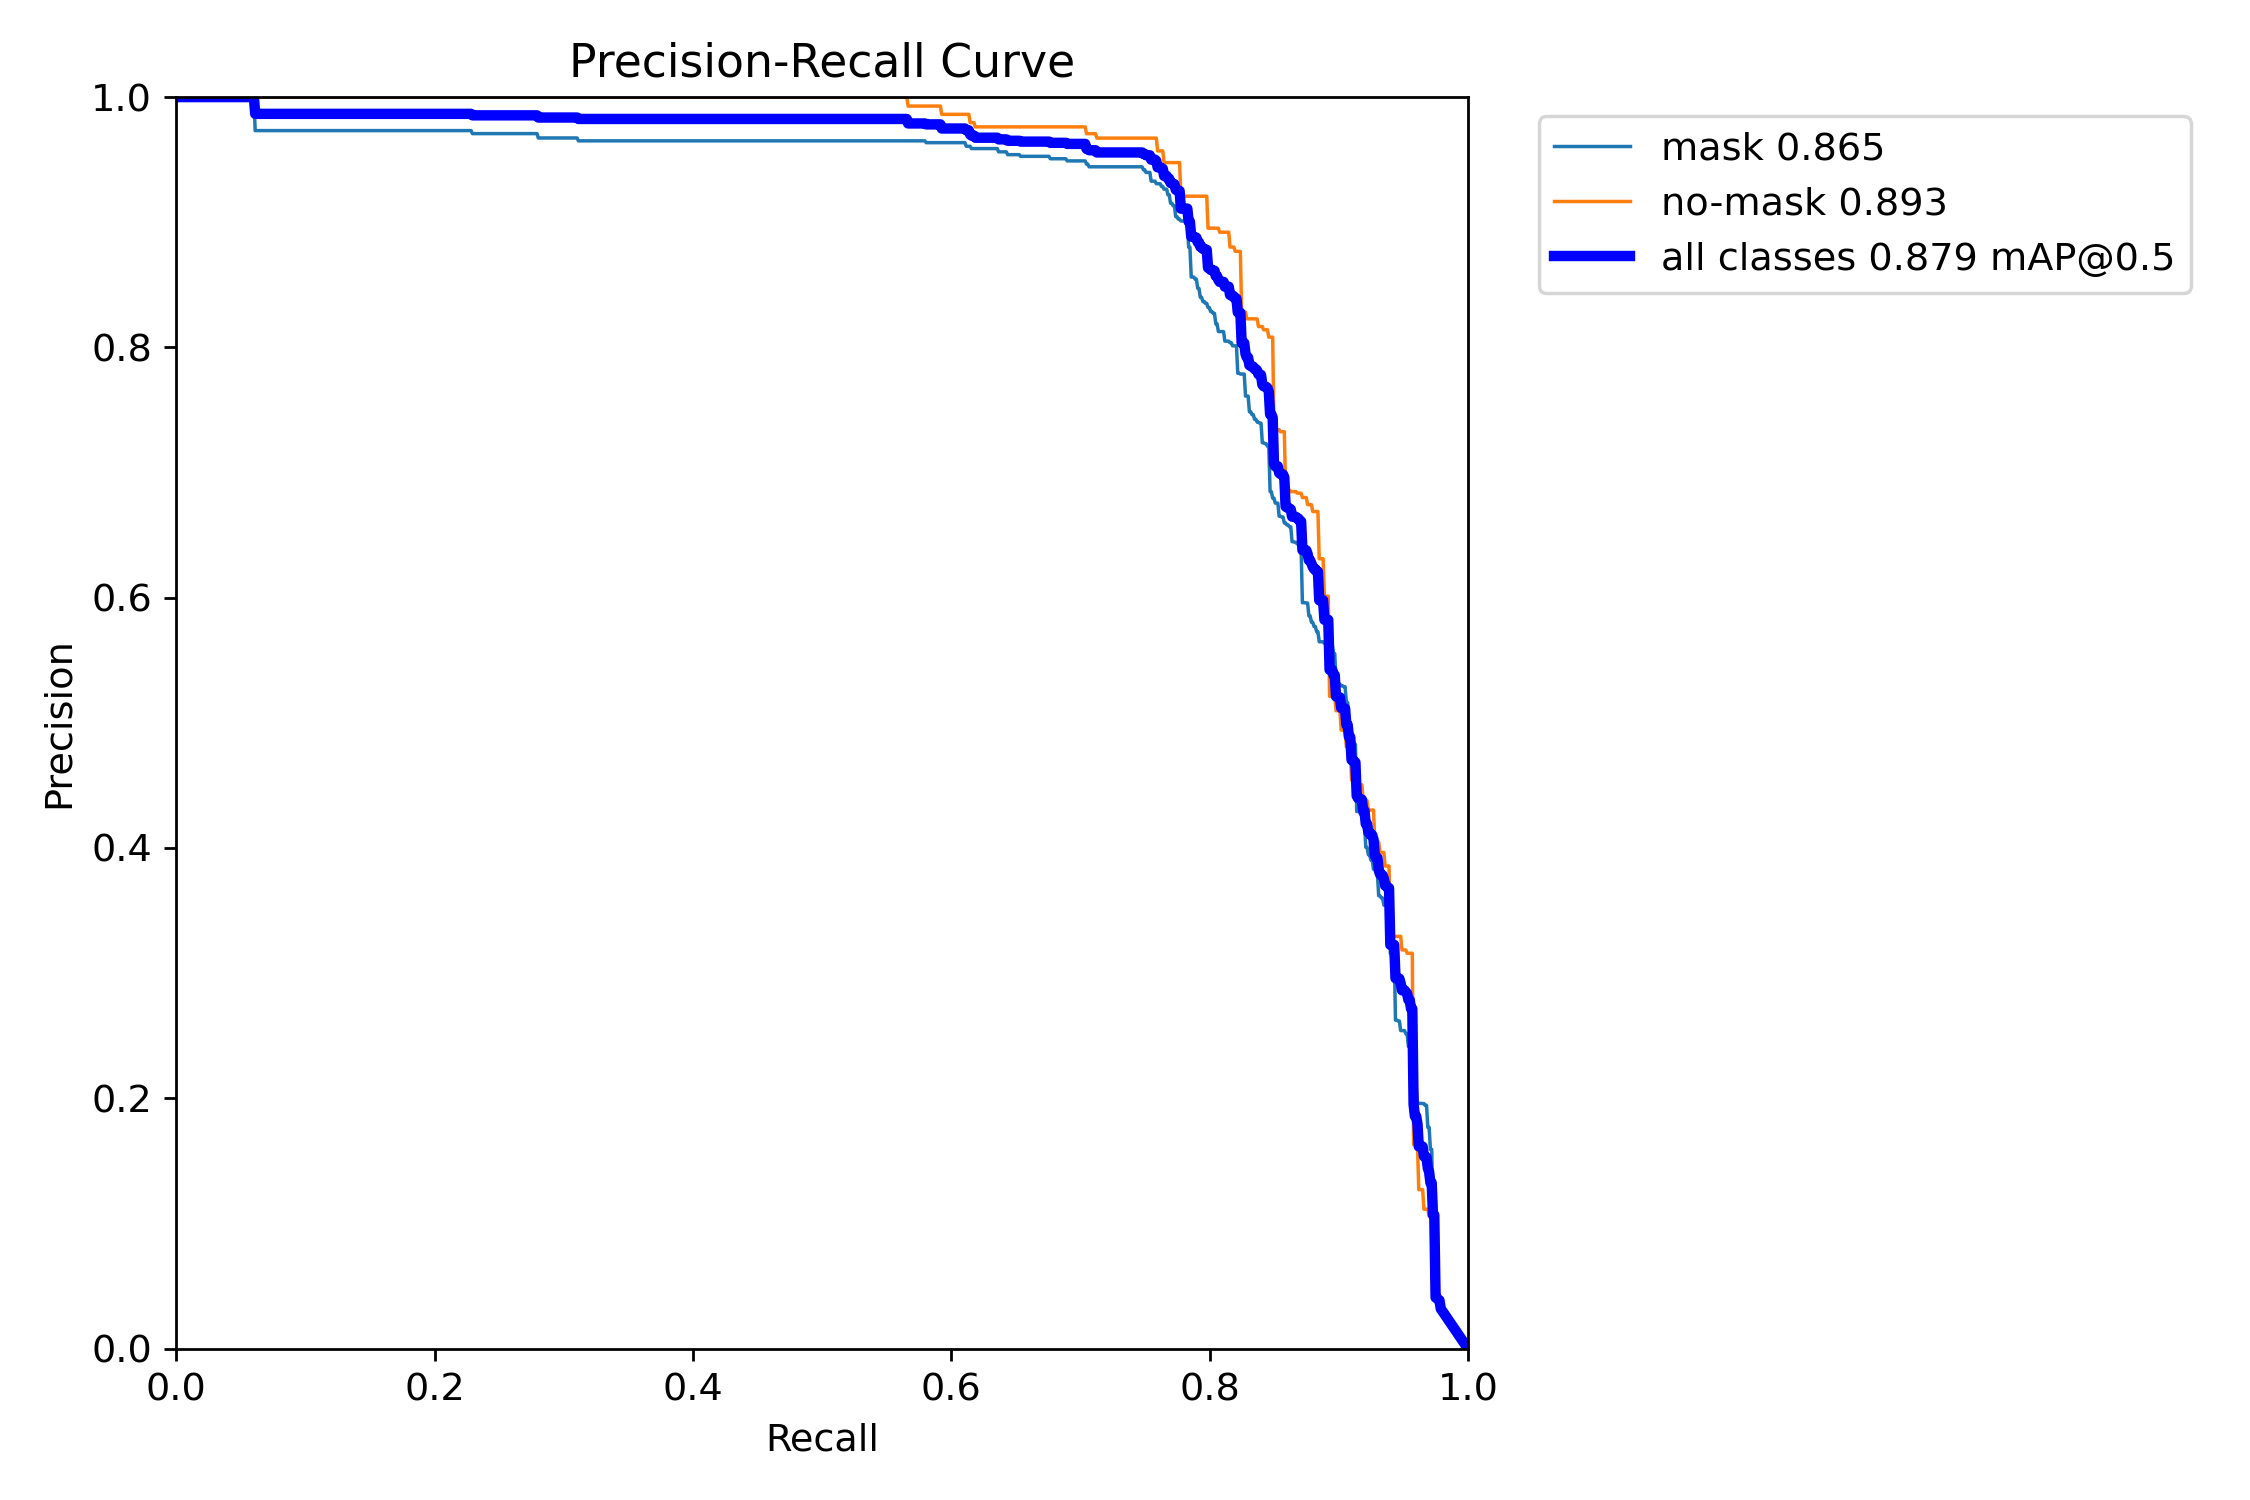 Precision-Recall Curve
1.0
0.8
0.6
0.4
0.2
0.0
Precision
0.0 0.2 0.4 0.6 0.8 1.0
Recall
mask 0.865
no-mask 0.893
all classes 0.879 mAP@0.5